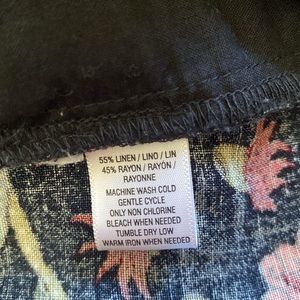 55% LINEN / LINO / LIN
45% RAYON / RAYÓN /
RAYONNE
MACHINE WASH COLD
GENTLE CYCLE
ONLY NON CHLORINE
BLEACH WHEN NEEDED
TUMBLE DRY LOW
WARM IRON WHEN NEEDED